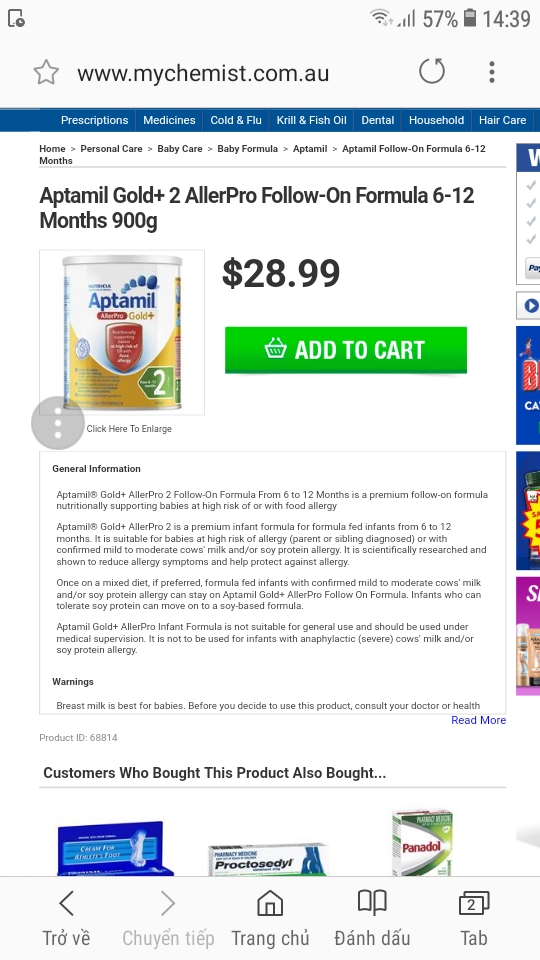 57% 14:39
www.mychemist.com.au
Prescriptions Medicines Cold & Flu Krill & Fish Oil Dental Household Hair Care
Home > Personal Care > Baby Care > Baby Formula > Aptamil > Aptamil Follow-On Formula 6-12
Months
Aptamil Gold+ 2 AllerPro Follow-On Formula 6-12
Months 900g
NUTRICIA
Aptamil
AllerPro Gold+
Nutritionally
supporting
babies
at high risk of
OR with
food
allergy
2
$28.99
ADD TO CART
Click Here To Enlarge
General Information
Aptamil® Gold+ AllerPro 2 Follow-On Formula From 6 to 12 Months is a premium follow-on formula
nutritionally supporting babies at high risk of or with food allergy
Aptamil® Gold+ AllerPro 2 is a premium infant formula for formula fed infants from 6 to 12
months. It is suitable for babies at high risk of allergy (parent or sibling diagnosed) or with
confirmed mild to moderate cows' milk and/or soy protein allergy. It is scientifically researched and
shown to reduce allergy symptoms and help protect against allergy.
Once on a mixed diet, if preferred, formula fed infants with confirmed mild to moderate cows' milk
and/or soy protein allergy can stay on Aptamil Gold+ AllerPro Follow On Formula. Infants who can
tolerate soy protein can move on to a soy-based formula.
Aptamil Gold+ AllerPro Infant Formula is not suitable for general use and should be used under
medical supervision. It is not to be used for infants with anaphylactic (severe) cows' milk and/or
soy protein allergy.
Warnings
Breast milk is best for babies. Before you decide to use this product, consult your doctor or health
Read More
Product ID: 68814
Customers Who Bought This Product Also Bought...
CREAM FOR
ATHLETE'S FOOT
PHARMACY MEDICINE
Proctosedyl
PHARMACY MEDICINE
Panadol
2
Trở về Chuyển tiếp Trang chủ Đánh dấu Tab